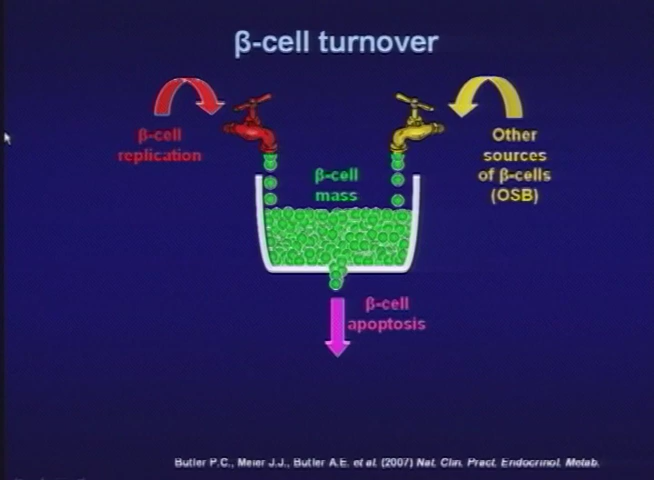 β-cell turnover
β-cell
replication
Other
sources
of β-cells
(OSB)
β-cell
mass
β-cell
apoptosis
Butler P.C., Meier J.J., Butler A.E. et al. (2007) Nat. Clin. Pract. Endocrinol. Metab.